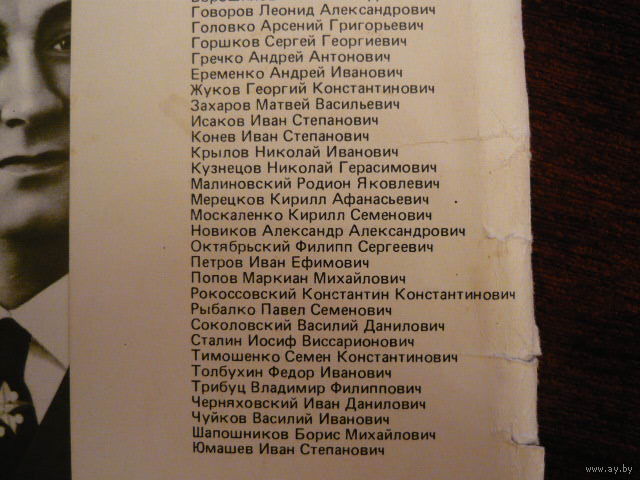 Говоров Леонид Александрович
Головко Арсений Григорьевич
Горшков Сергей Георгиевич
Гречко Андрей Антонович
Еременко Андрей Иванович
Жуков Георгий Константинович
Захаров Матвей Васильевич
Исаков Иван Степанович
Конев Иван Степанович
Крылов Николай Иванович
Кузнецов Николай Герасимович
Малиновский Родион Яковлевич
Мерецков Кирилл Афанасьевич
Москаленко Кирилл Семенович
Новиков Александр Александрович
Октябрьский Филипп Сергеевич
Петров Иван Ефимович
Попов Маркиан Михайлович
Рокоссовский Константин Константинович
Рыбалко Павел Семенович
Соколовский Василий Данилович
Сталин Иосиф Виссарионович
Тимошенко Семен Константинович
Толбухин Федор Иванович
Трибуц Владимир Филиппович
Черняховский Иван Данилович
Чуйков Василий Иванович
Шапошников Борис Михайлович
Юмашев Иван Степанович
www.ay.by